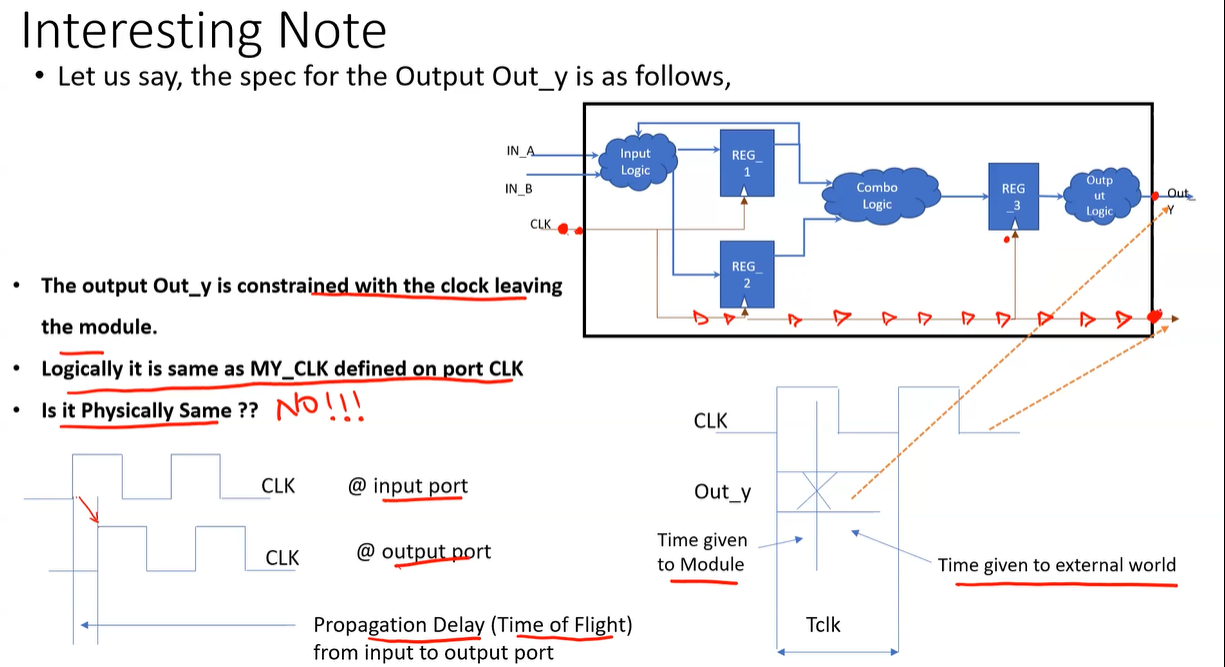 Interesting Note
• Let us say, the spec for the Output Out_y is as follows,
IN_A
IN_B
CLK
Input
Logic
REG_
1
REG_
2
Combo
Logic
REG
_3
Outp
ut
Logic
Out_
Y
• The output Out_y is constrained with the clock leaving
the module.
• Logically it is same as MY_CLK defined on port CLK
• Is it Physically Same ?? NO!!!
CLK @ input port
CLK @ output port
Propagation Delay (Time of Flight)
from input to output port
CLK
Out_y
Time given
to Module
Time given to external world
Tclk